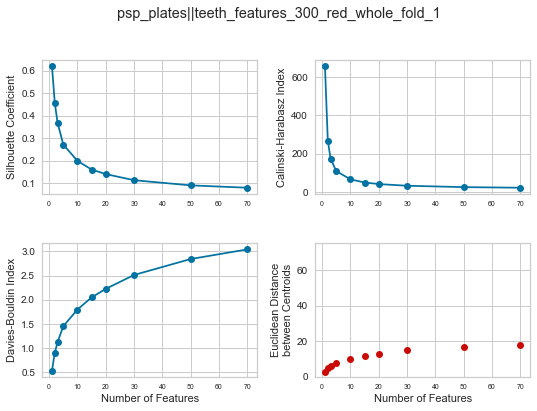 psp_plates||teeth_features_300_red_whole_fold_1
Silhouette Coefficient
0.6
0.5
0.4
0.3
0.2
0.1
0 10 20 30 40 50 60 70
Calinski-Harabasz Index
600
400
200
0
0 10 20 30 40 50 60 70
Davies-Bouldin Index
3.0
2.5
2.0
1.5
1.0
0.5
0 10 20 30 40 50 60 70
Number of Features
Euclidean Distance
between Centroids
60
40
20
0
0 10 20 30 40 50 60 70
Number of Features